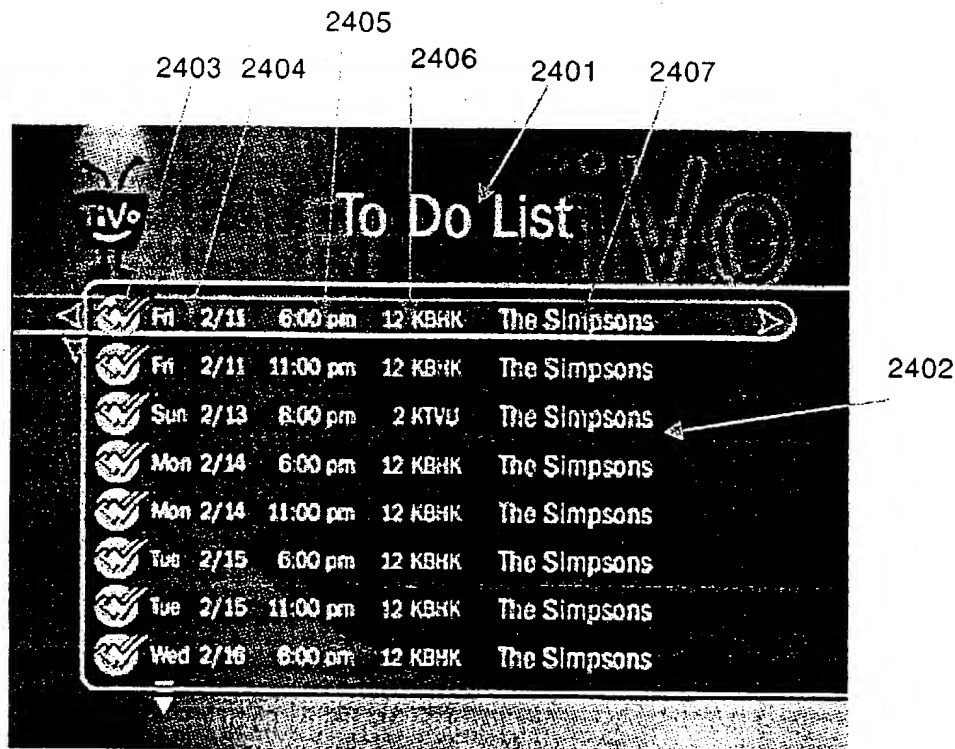 2405
2403 2404 2406 2401 2407
TiVo
To Do List
TiVo
Fri 2/11 6:00 pm 12 KBHK The Simpsons
Fri 2/11 11:00 pm 12 KBHK The Simpsons
2402
Sun 2/13 8:00 pm 2 KTVU The Simpsons
Mon 2/14 6:00 pm 12 KBHK The Simpsons
Mon 2/14 11:00 pm 12 KBHK The Simpsons
Tue 2/15 6:00 pm 12 KBHK The Simpsons
Tue 2/15 11:00 pm 12 KBHK The Simpsons
Wed 2/16 6:00 pm 12 KBHK The Simpsons